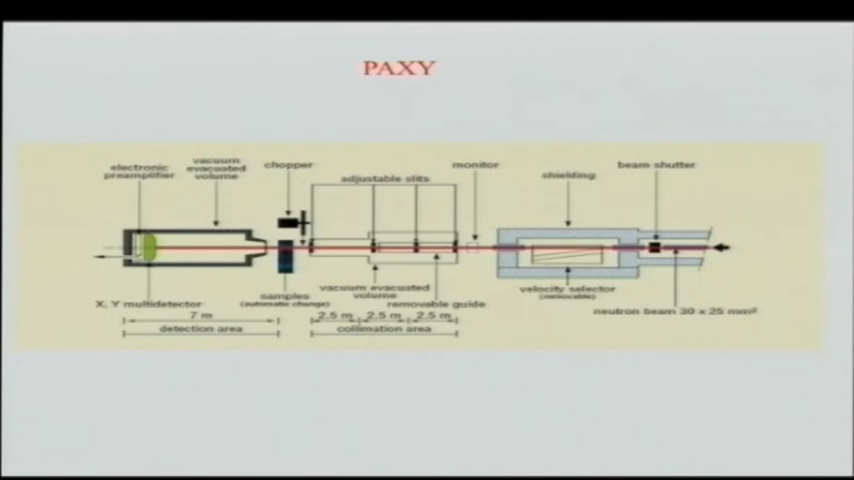 PAXY
electronic
preamplifier
vacuum
evacuated
volume
chopper
adjustable slits
monitor
shielding
beam shutter
X, Y multidetector
samples
(automatic change)
vacuum evacuated
volume
removable guide
velocity selector
(removable)
neutron beam 30 x 25 mm²
7 m
detection area
2.5 m
2.5 m
2.5 m
collimation area